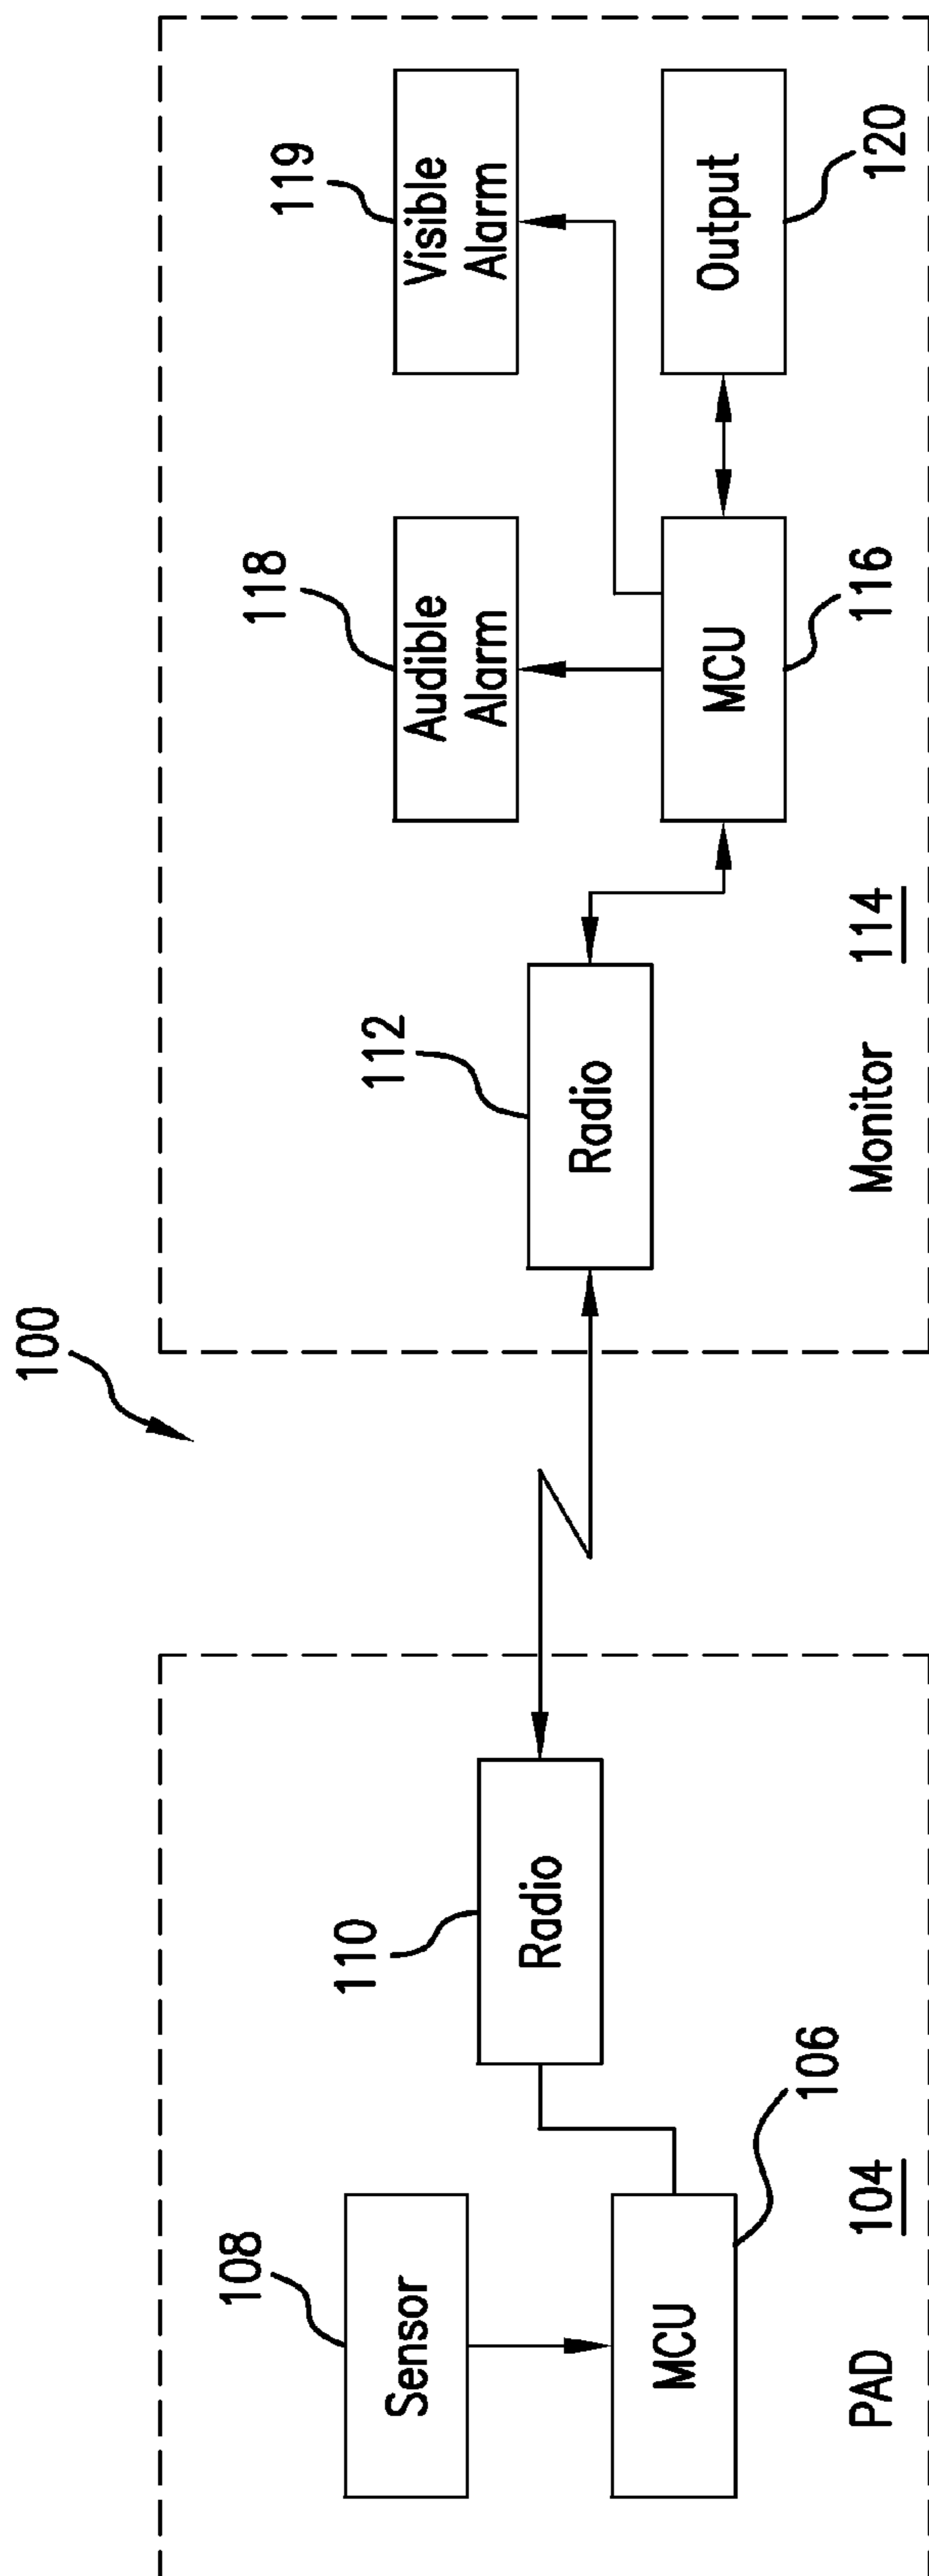 100
108
Sensor
MCU
106
PAD
104
110
Radio
112
Radio
Monitor
114
118
Audible
Alarm
119
Visible
Alarm
MCU
116
Output
120